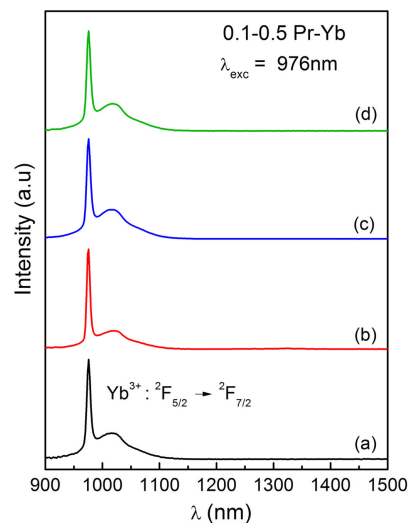 0.1-0.5 Pr-Yb
λexc = 976nm
(d)
(c)
(b)
Yb³⁺ : ²F5/2 → ²F7/2
(a)
Intensity (a.u)
900 1000 1100 1200 1300 1400 1500
λ (nm)